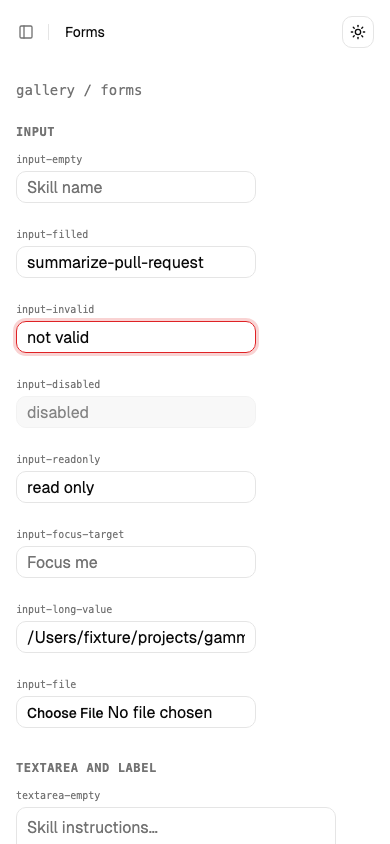 Forms
gallery / forms
INPUT
input-empty
Skill name
input-filled
summarize-pull-request
input-invalid
not valid
input-disabled
disabled
input-readonly
read only
input-focus-target
Focus me
input-long-value
/Users/fixture/projects/gamm
input-file
Choose File No file chosen
TEXTAREA AND LABEL
textarea-empty
Skill instructions...